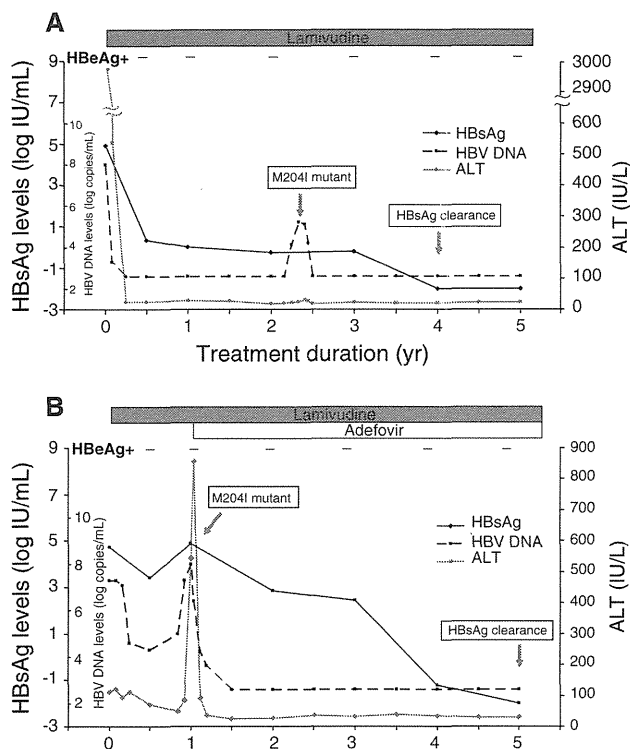 A
Lamivudine
HBeAg+ – – – – – –
HBsAg levels (log IU/mL)
9
7
5
3
1
-1
-3
HBV DNA levels (log copies/mL)
10
8
6
4
2
3000
2900
600
500
400
300
200
100
0
ALT (IU/L)
HBsAg
HBV DNA
ALT
M204I mutant
HBsAg clearance
0 1 2 3 4 5
Treatment duration (yr)
B
Lamivudine
Adefovir
HBeAg+ – – – – – –
HBsAg levels (log IU/mL)
9
7
5
3
1
-1
-3
HBV DNA levels (log copies/mL)
10
8
6
4
2
900
800
700
600
500
400
300
200
100
0
ALT (IU/L)
M204I mutant
HBsAg
HBV DNA
ALT
HBsAg clearance
0 1 2 3 4 5